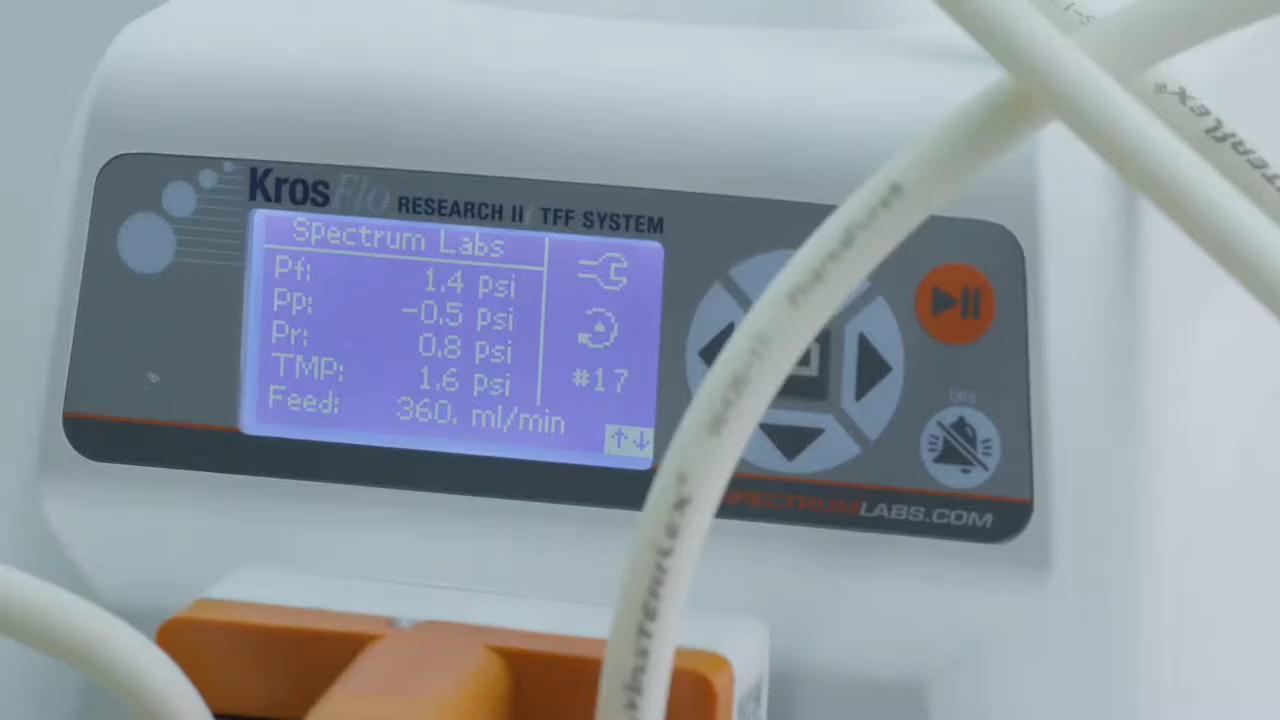 KrosFlo RESEARCH II TFF SYSTEM
Spectrum Labs
Pf: 1.4 psi
Pp: -0.5 psi
Pr: 0.8 psi
TMP: 1.6 psi
Feed: 360. ml/min
#17
SPECTRUMLABS.COM
MASTERFLEX®